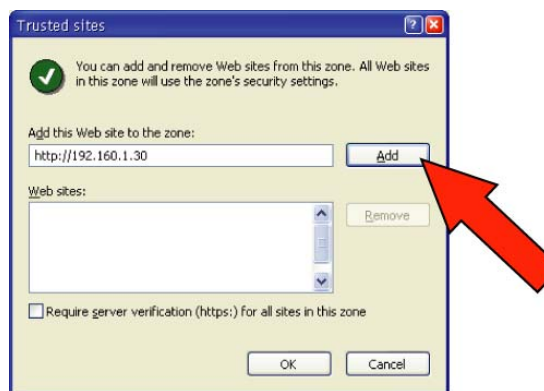 Trusted sites
You can add and remove Web sites from this zone. All Web sites
in this zone will use the zone's security settings.
Add this Web site to the zone:
http://192.160.1.30
Add
Web sites:
Remove
Require server verification (https:) for all sites in this zone
OK
Cancel